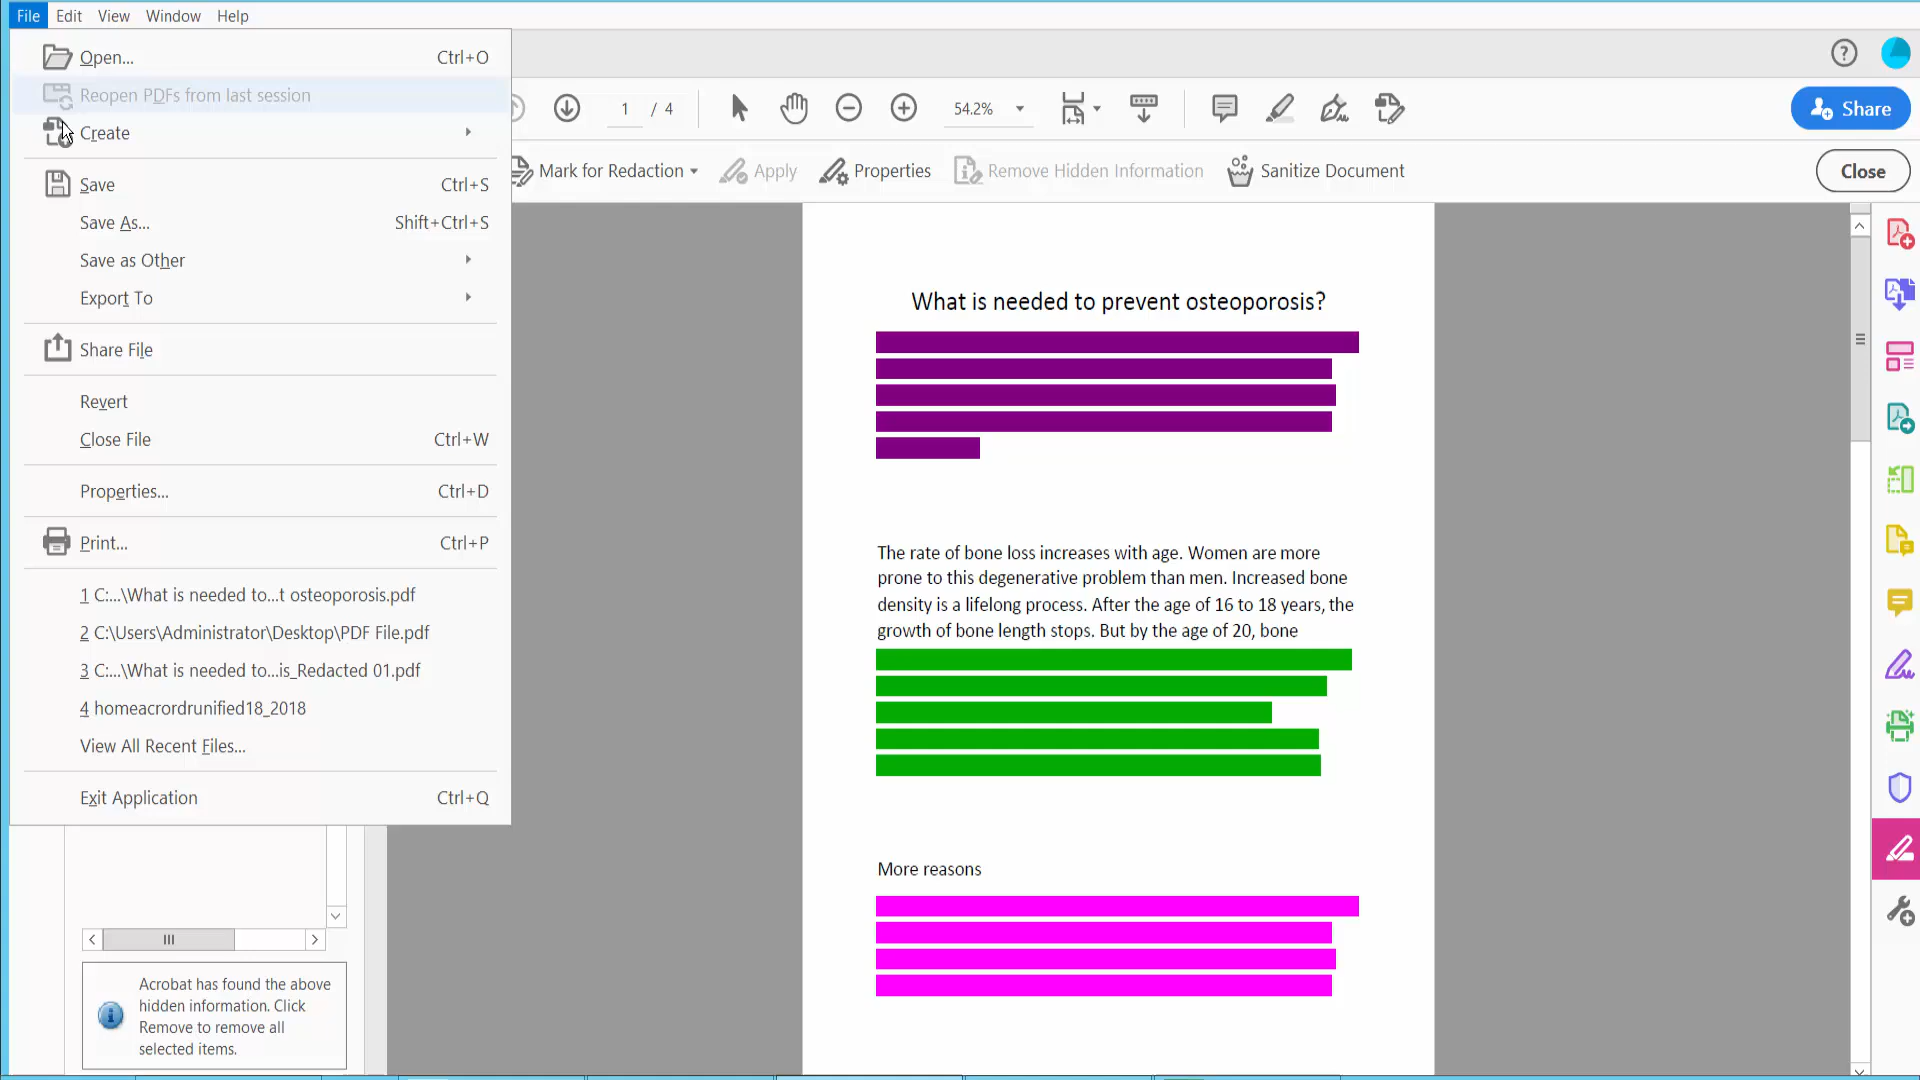 File Edit View Window Help
Open... Ctrl+O
Reopen PDFs from last session
Create
Save Ctrl+S
Save As... Shift+Ctrl+S
Save as Other
Export To
Share File
Revert
Close File Ctrl+W
Properties... Ctrl+D
Print... Ctrl+P
1 C:...\What is needed to...t osteoporosis.pdf
2 C:\Users\Administrator\Desktop\PDF File.pdf
3 C:...\What is needed to...is_Redacted 01.pdf
4 homeacrordrunified18_2018
View All Recent Files...
Exit Application Ctrl+Q
1 / 4 54.2% Share
Mark for Redaction Apply Properties Remove Hidden Information Sanitize Document Close
What is needed to prevent osteoporosis?
The rate of bone loss increases with age. Women are more
prone to this degenerative problem than men. Increased bone
density is a lifelong process. After the age of 16 to 18 years, the
growth of bone length stops. But by the age of 20, bone
More reasons
Acrobat has found the above
hidden information. Click
Remove to remove all
selected items.